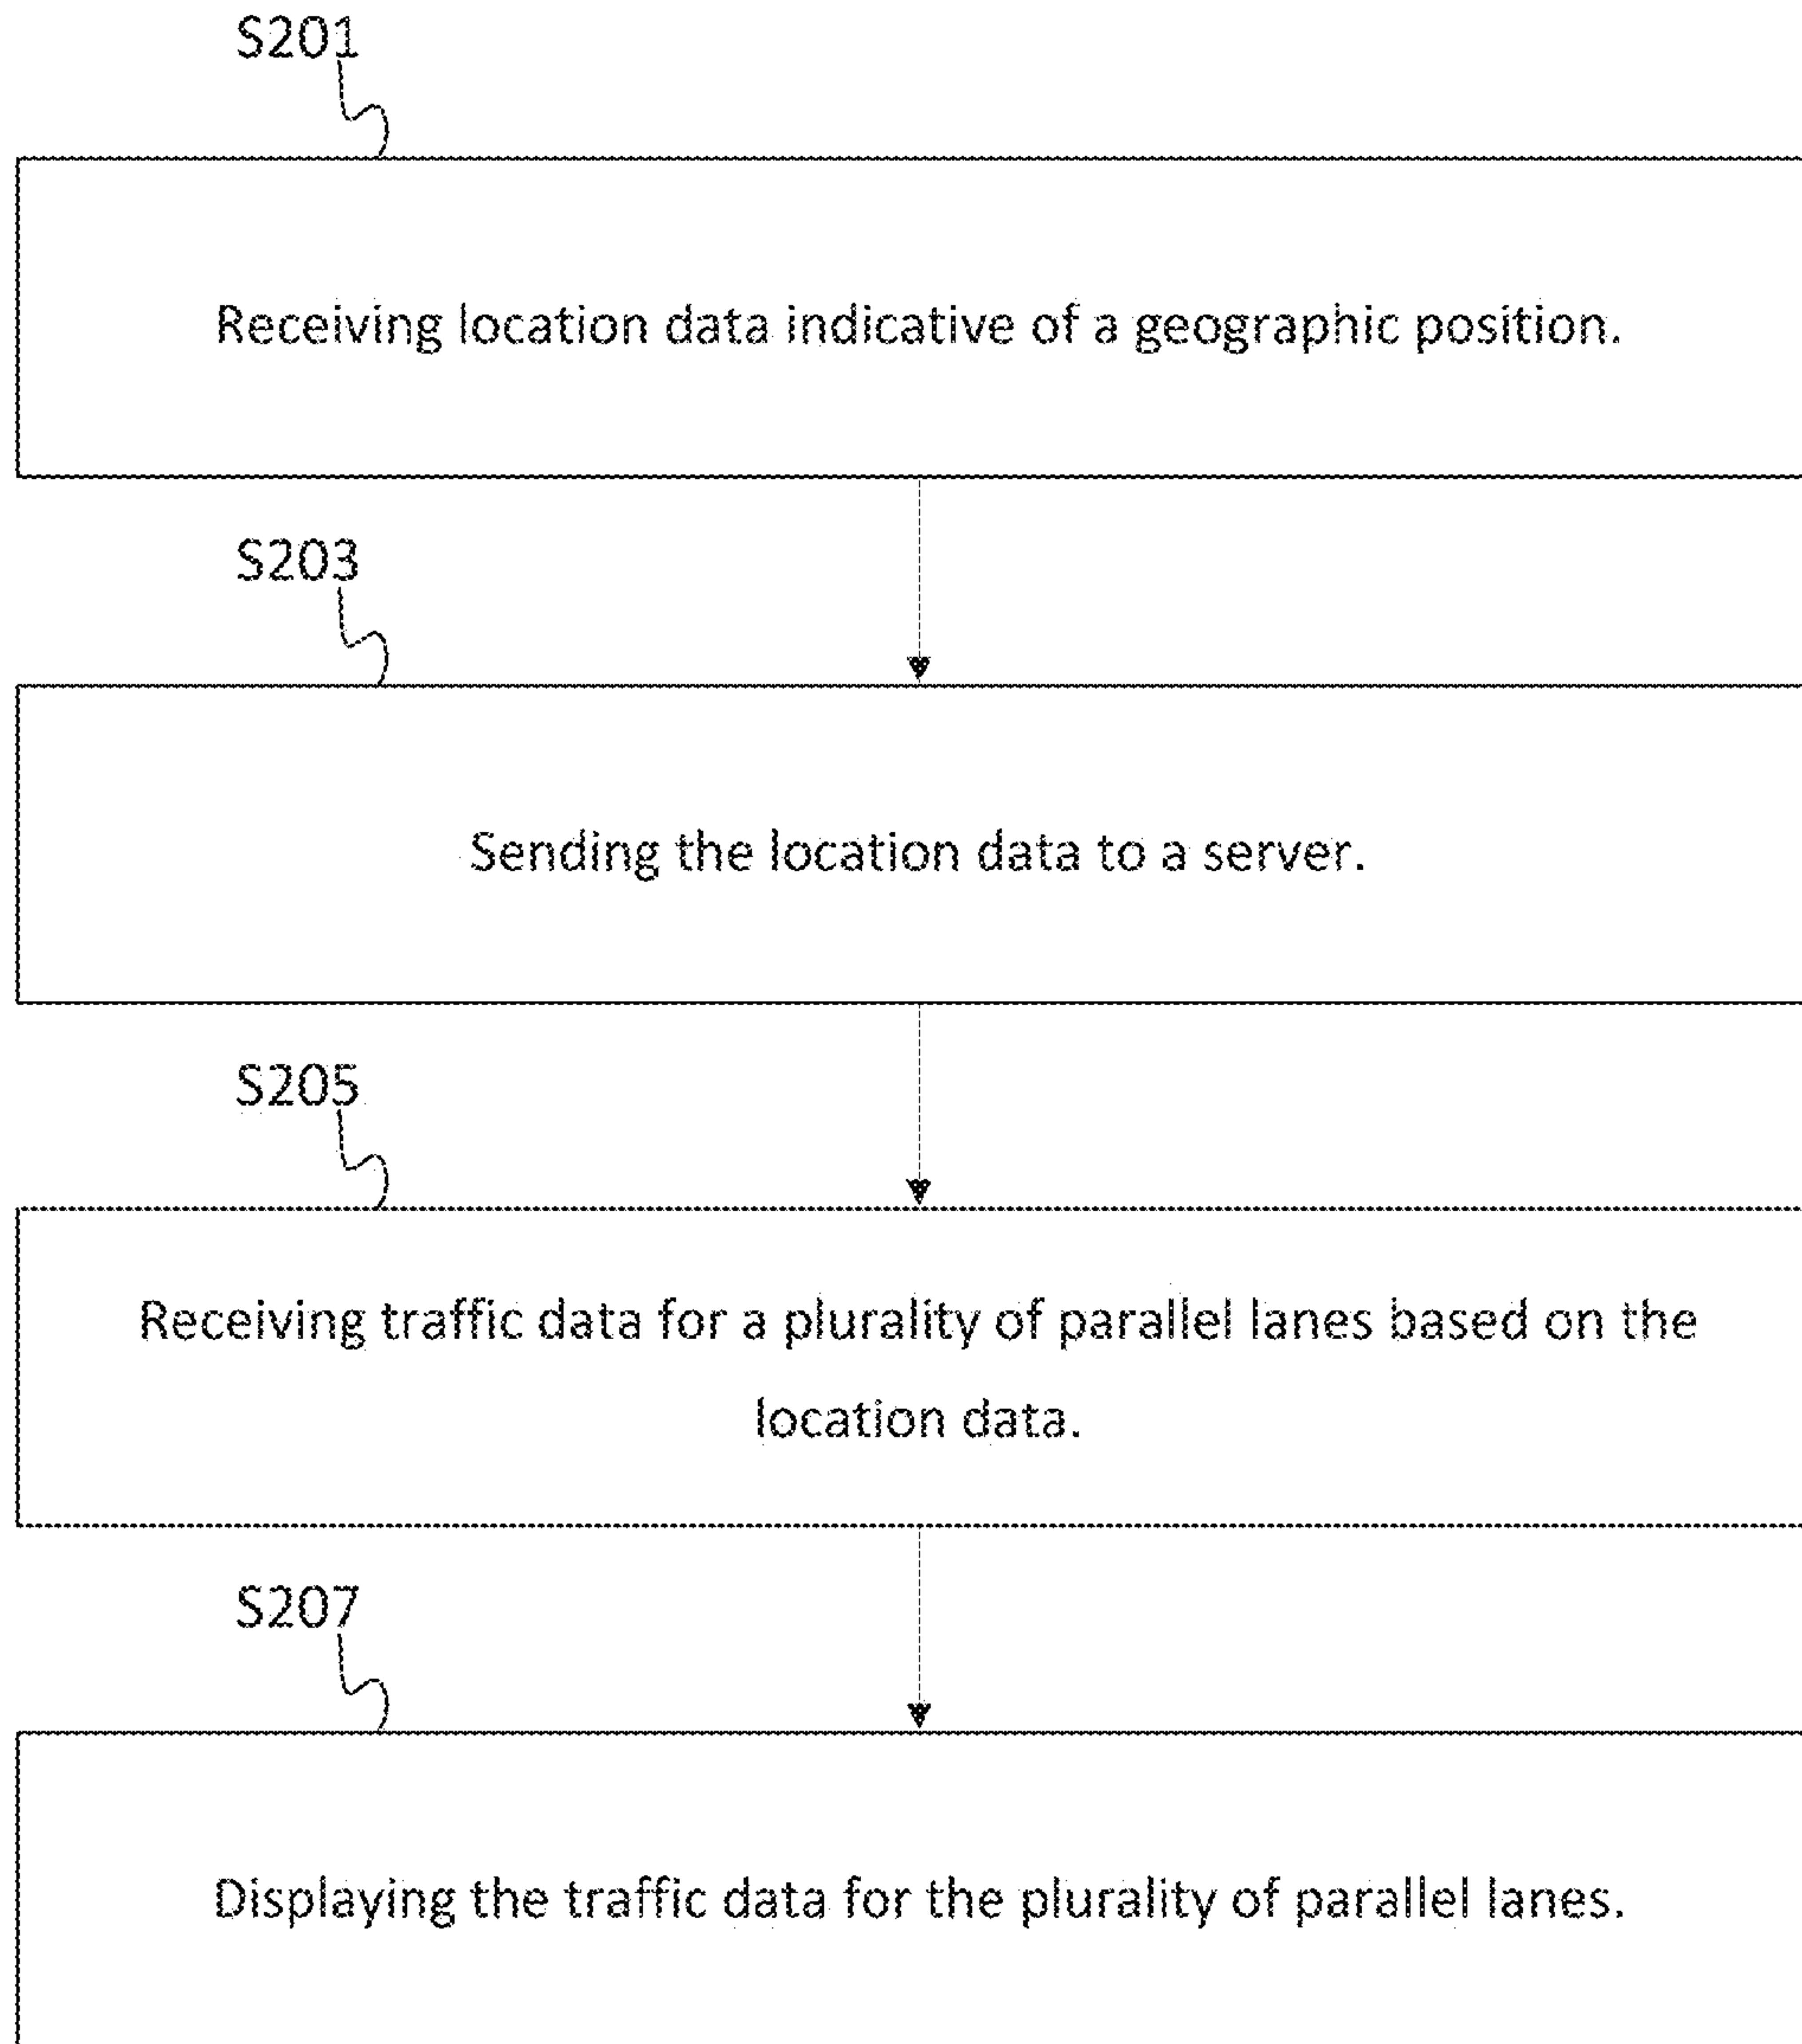 S201
Receiving location data indicative of a geographic position.
S203
Sending the location data to a server.
S205
Receiving traffic data for a plurality of parallel lanes based on the
location data.
S207
Displaying the traffic data for the plurality of parallel lanes.